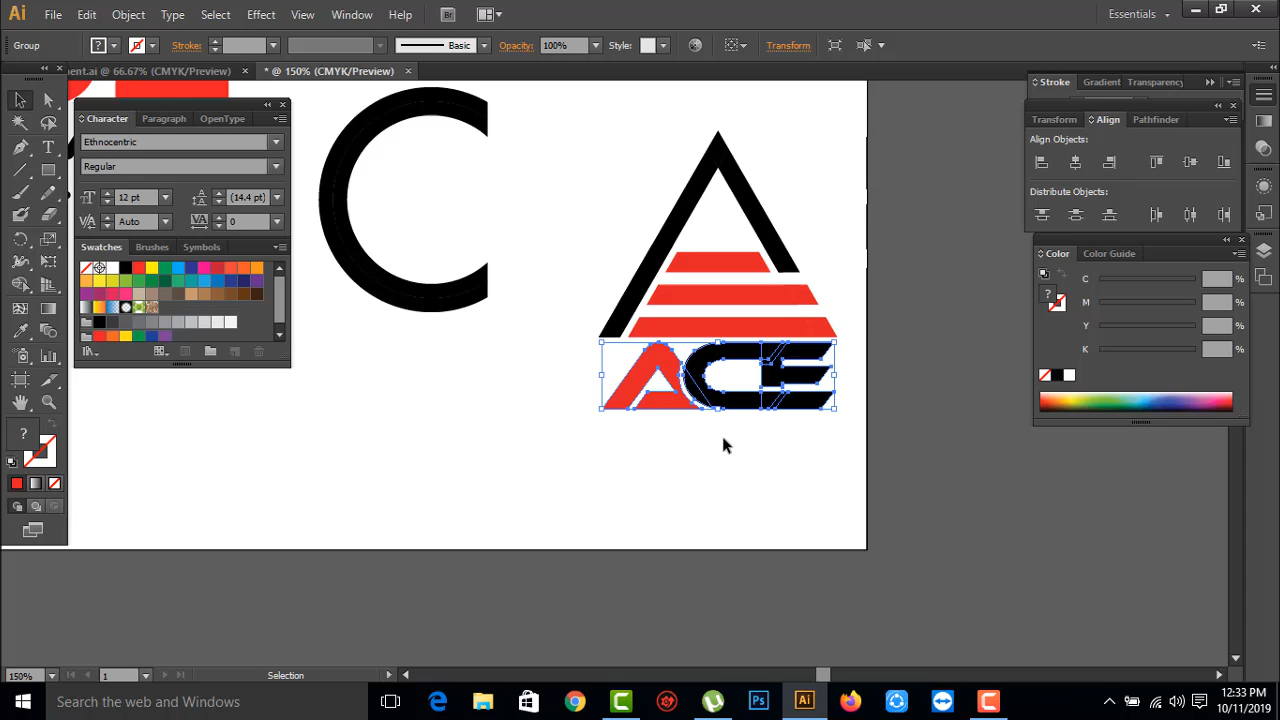 Ai File Edit Object Type Select Effect View Window Help Br Essentials
Group Stroke: Basic Opacity: 100% Style: Transform
ent.ai @ 66.67% (CMYK/Preview) × * @ 150% (CMYK/Preview) ×
Stroke Gradient Transparency
Character Paragraph OpenType
Ethnocentric
Regular
12 pt (14.4 pt)
Auto 0
Swatches Brushes Symbols
Transform Align Pathfinder
Align Objects:
Distribute Objects:
Color Color Guide
C %
M %
Y %
K %
ACE
150% 1 Selection
Search the web and Windows
12:33 PM
10/11/2019